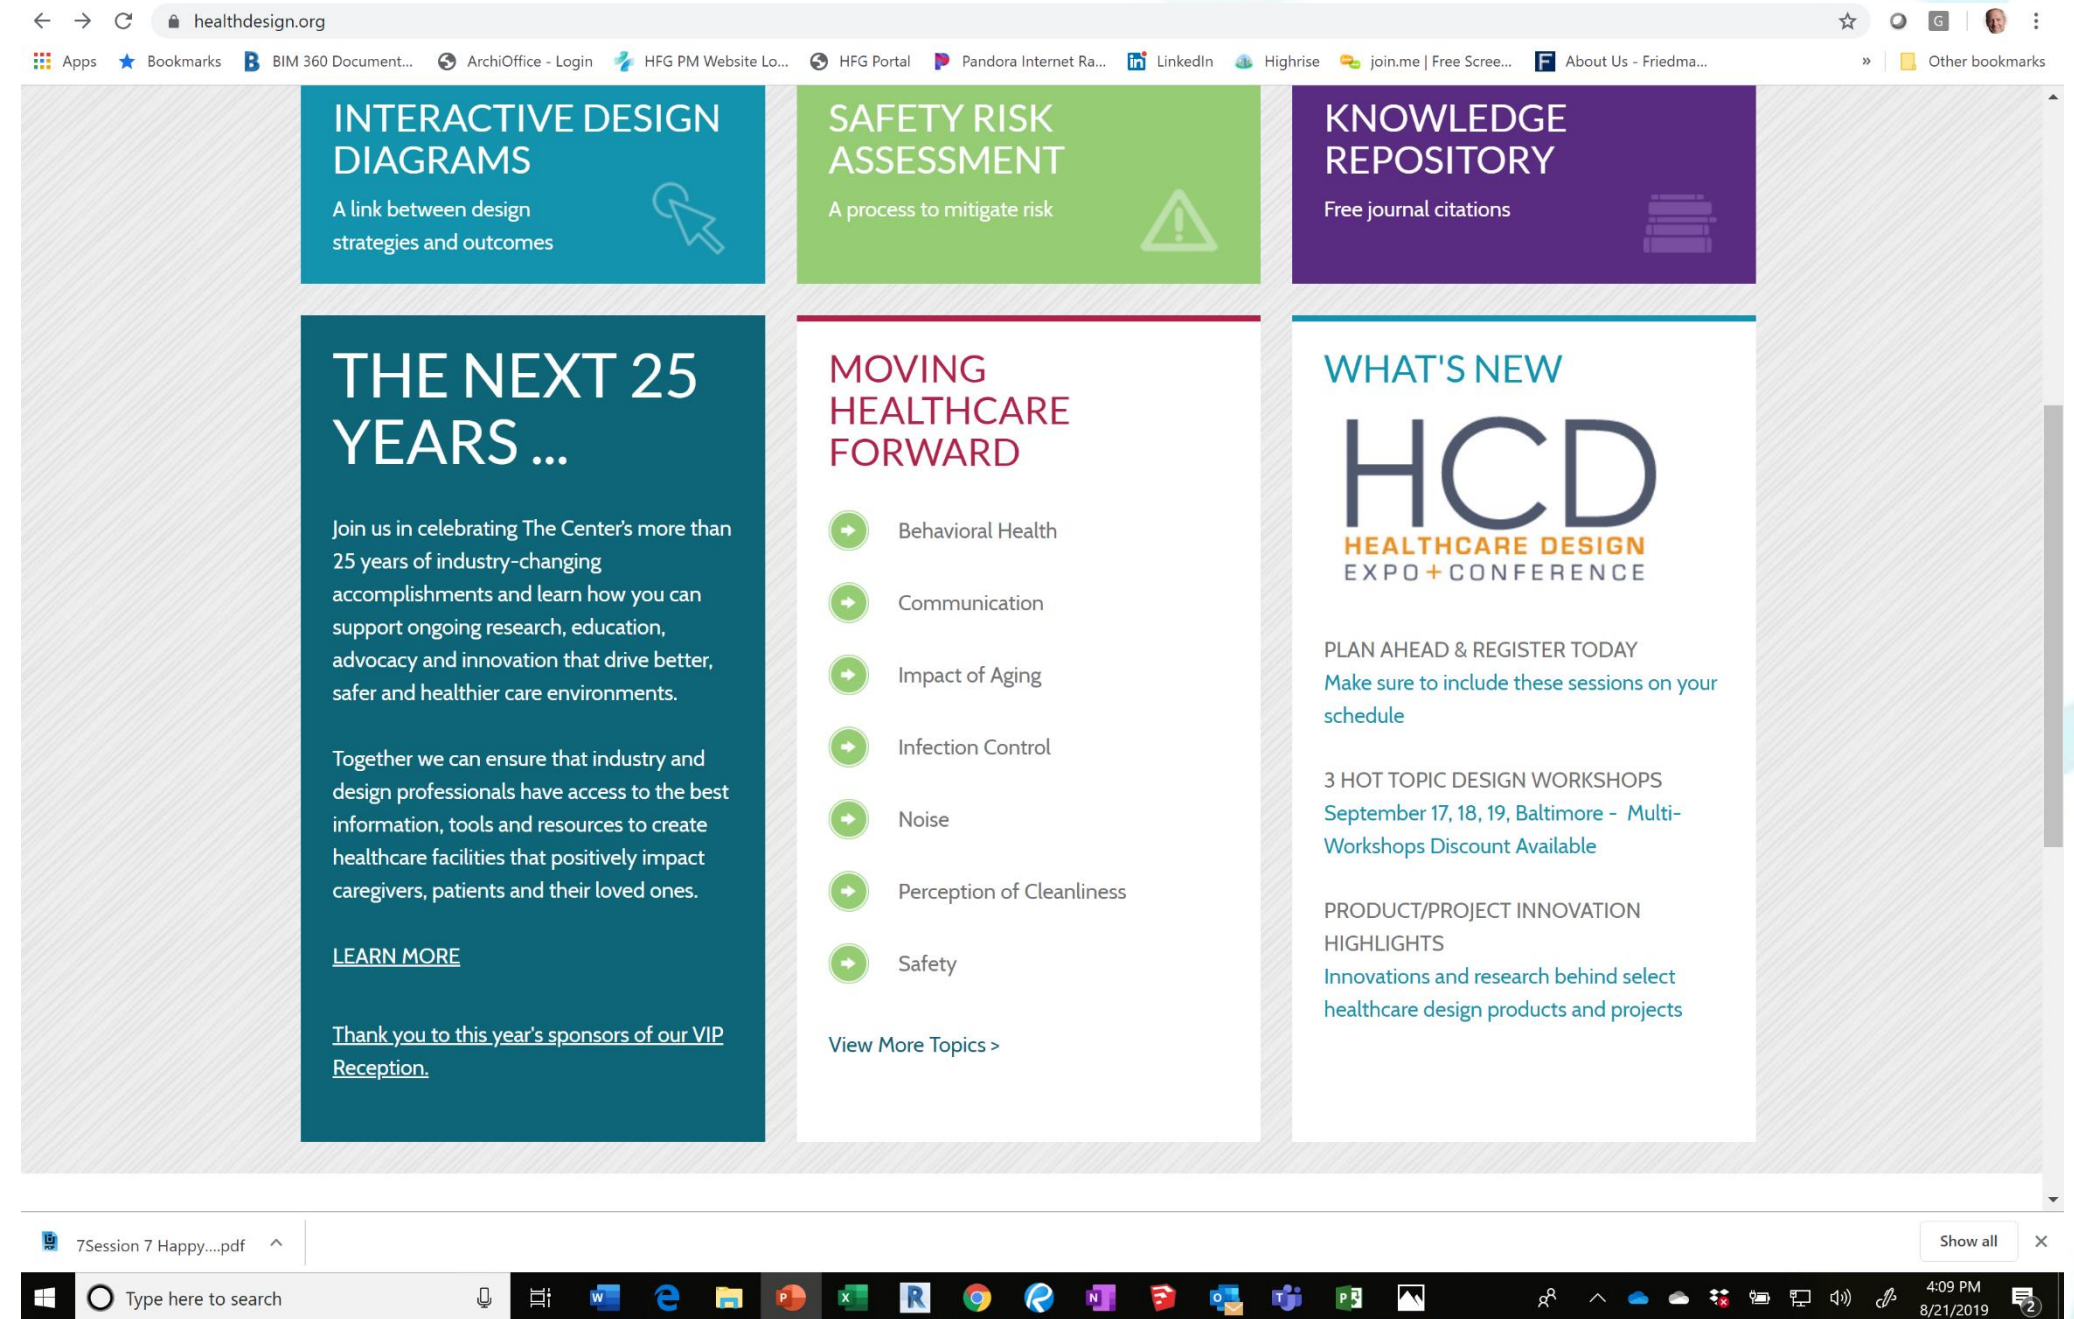 healthdesign.org
G
Apps
Bookmarks
BIM 360 Document...
ArchiOffice - Login
HFG PM Website Lo...
HFG Portal
Pandora Internet Ra...
LinkedIn
Highrise
join.me | Free Scree...
About Us - Friedma...
»
Other bookmarks
INTERACTIVE DESIGN
DIAGRAMS
A link between design
strategies and outcomes
SAFETY RISK
ASSESSMENT
A process to mitigate risk
KNOWLEDGE
REPOSITORY
Free journal citations
THE NEXT 25
YEARS ...
Join us in celebrating The Center's more than
25 years of industry-changing
accomplishments and learn how you can
support ongoing research, education,
advocacy and innovation that drive better,
safer and healthier care environments.
Together we can ensure that industry and
design professionals have access to the best
information, tools and resources to create
healthcare facilities that positively impact
caregivers, patients and their loved ones.
LEARN MORE
Thank you to this year's sponsors of our VIP
Reception.
MOVING
HEALTHCARE
FORWARD
Behavioral Health
Communication
Impact of Aging
Infection Control
Noise
Perception of Cleanliness
Safety
View More Topics >
WHAT'S NEW
HCD
HEALTHCARE DESIGN
EXPO+CONFERENCE
PLAN AHEAD & REGISTER TODAY
Make sure to include these sessions on your
schedule
3 HOT TOPIC DESIGN WORKSHOPS
September 17, 18, 19, Baltimore - Multi-
Workshops Discount Available
PRODUCT/PROJECT INNOVATION
HIGHLIGHTS
Innovations and research behind select
healthcare design products and projects
7Session 7 Happy....pdf
Show all
Type here to search
4:09 PM
8/21/2019
2